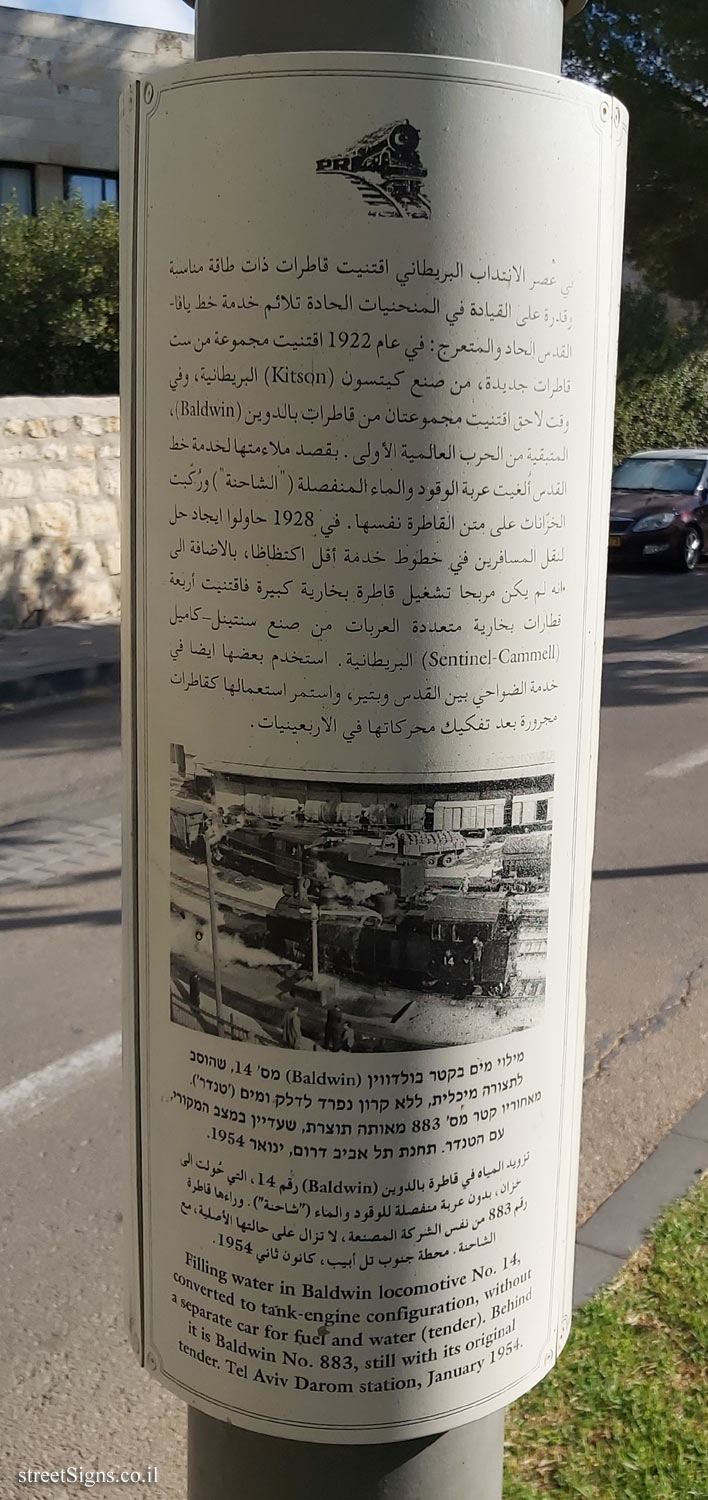 PR
في عصر الانتداب البريطاني اقتنيت قاطرات ذات طاقة مناسبة
وقدرة على القيادة في المنحنيات الحادة تلائم خدمة خط يافا-
القدس الحاد والمتعرج: في عام 1922 اقتنيت مجموعة من ست
قاطرات جديدة، من صنع كيتسون (Kitson) البريطانية، وفي
وقت لاحق اقتنيت مجموعتان من قاطرات بالدوين (Baldwin)،
المتبقية من الحرب العالمية الأولى. بقصد ملاءمتها لخدمة خط
القدس ألغيت عربة الوقود والماء المنفصلة ("الشاحنة") ورُكّبت
الخزّانات على متن القاطرة نفسها. في 1928 حاولوا ايجاد حل
لنقل المسافرين في خطوط خدمة أقل اكتظاظا، بالاضافة الى
انه لم يكن مربحا تشغيل قاطرة بخارية كبيرة فاقتنيت أربعة
قطارات بخارية متعددة العربات من صنع سنتينل-كاميل
(Sentinel-Cammell) البريطانية. استخدم بعضها ايضا في
خدمة الضواحي بين القدس وبتير، واستمر استعمالها كقاطرات
مجرورة بعد تفكيك محركاتها في الأربعينيات.
14
מילוי מים בקטר בולדווין (Baldwin) מס' 14, שהוסב
לתצורה מיכלית, ללא קרון נפרד לדלק ומים ('טנדר').
מאחוריו קטר מס' 883 מאותה תוצרת, שעדיין במצב המקורי,
עם הטנדר. תחנת תל אביב דרום, ינואר 1954.
تزويد المياه في قاطرة بالدوين (Baldwin) رقم 14، التي حُولت الى
خزان، بدون عربة منفصلة للوقود والماء ("شاحنة"). وراءها قاطرة
رقم 883 من نفس الشركة المصنعة، لا تزال على حالتها الأصلية، مع
الشاحنة. محطة جنوب تل أبيب، كانون ثاني 1954.
Filling water in Baldwin locomotive No. 14,
converted to tank-engine configuration, without
a separate car for fuel and water (tender). Behind
it is Baldwin No. 883, still with its original
tender. Tel Aviv Darom station, January 1954.
streetSigns.co.il